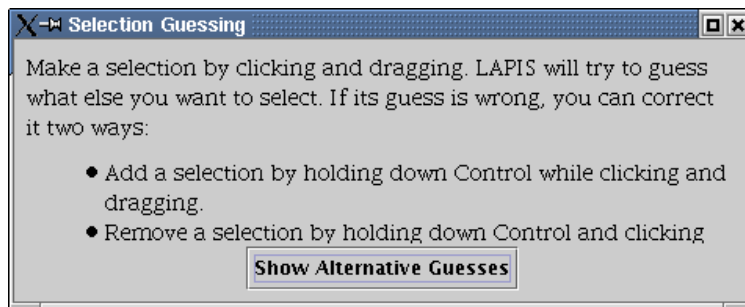 Selection Guessing
Make a selection by clicking and dragging. LAPIS will try to guess
what else you want to select. If its guess is wrong, you can correct
it two ways:
● Add a selection by holding down Control while clicking and
dragging.
● Remove a selection by holding down Control and clicking
Show Alternative Guesses